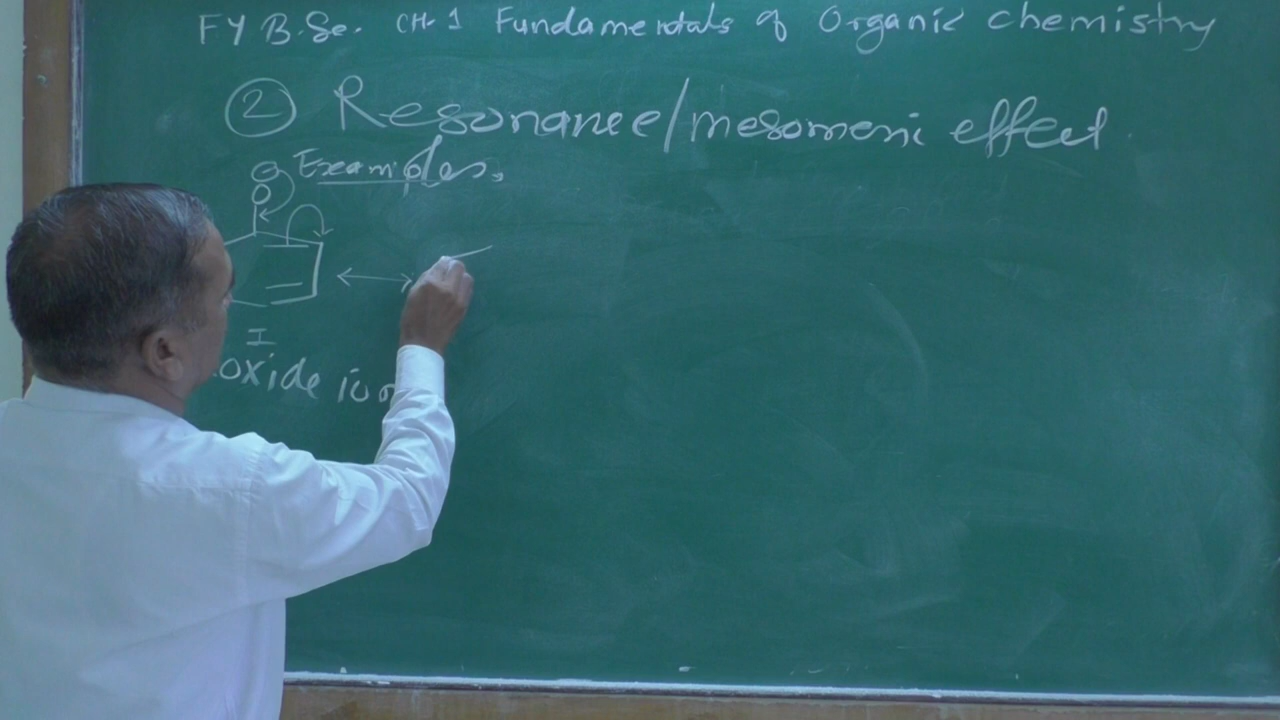 FY B.Sc. CH-1 Fundamentals of Organic chemistry
② Resonance/mesomeric effect.
Examples,
I
oxide ion